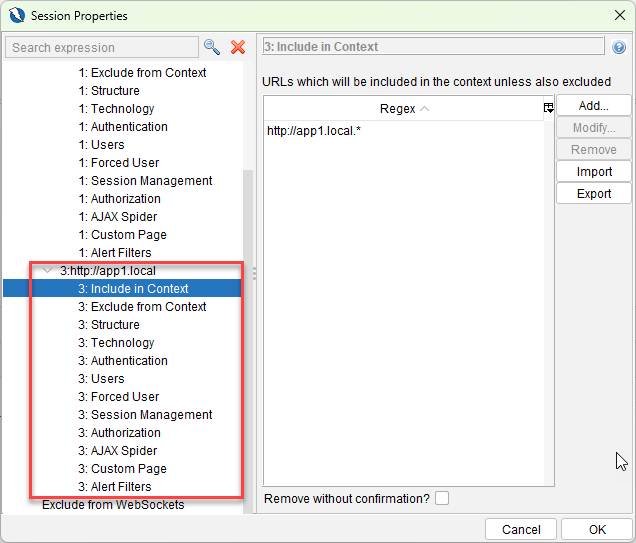 Session Properties
Search expression
1: Exclude from Context
1: Structure
1: Technology
1: Authentication
1: Users
1: Forced User
1: Session Management
1: Authorization
1: AJAX Spider
1: Custom Page
1: Alert Filters
3:http://app1.local
3: Include in Context
3: Exclude from Context
3: Structure
3: Technology
3: Authentication
3: Users
3: Forced User
3: Session Management
3: Authorization
3: AJAX Spider
3: Custom Page
3: Alert Filters
Exclude from WebSockets
3: Include in Context
URLs which will be included in the context unless also excluded
Regex
http://app1.local.*
Add...
Modify...
Remove
Import
Export
Remove without confirmation?
Cancel
OK